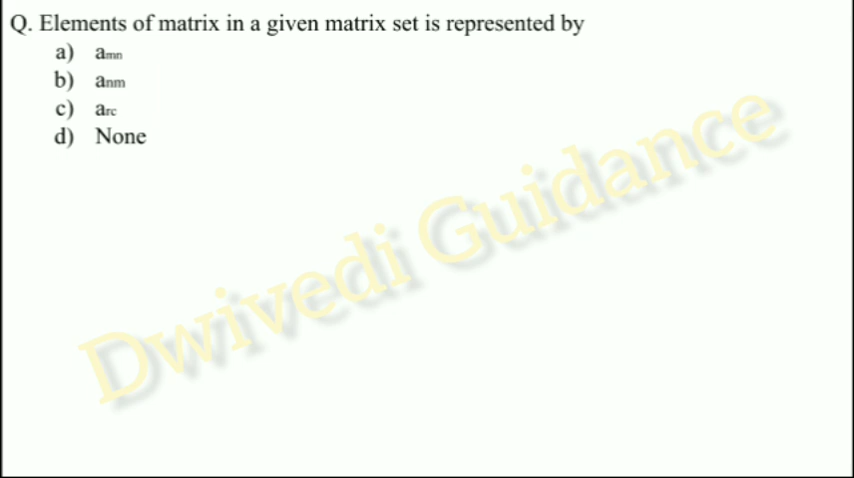 Q. Elements of matrix in a given matrix set is represented by
a) amn
b) anm
c) arc
d) None
Dwivedi Guidance